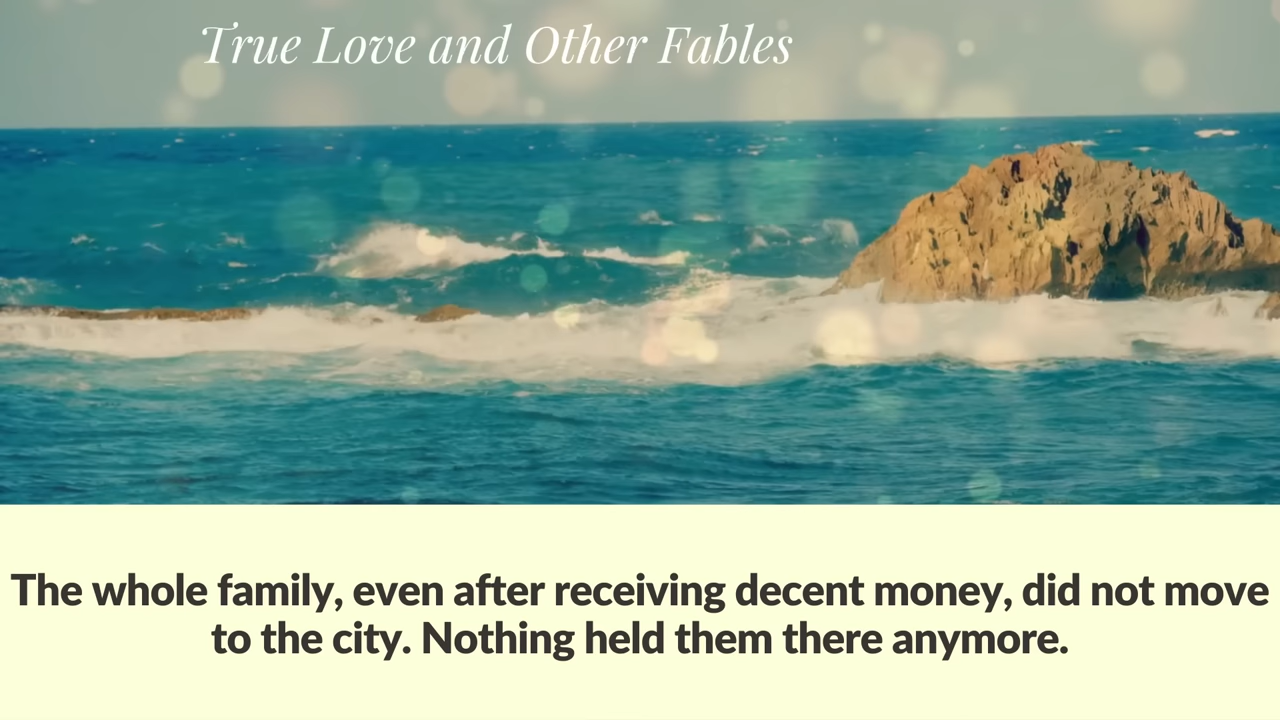 True Love and Other Fables
The whole family, even after receiving decent money, did not move
to the city. Nothing held them there anymore.